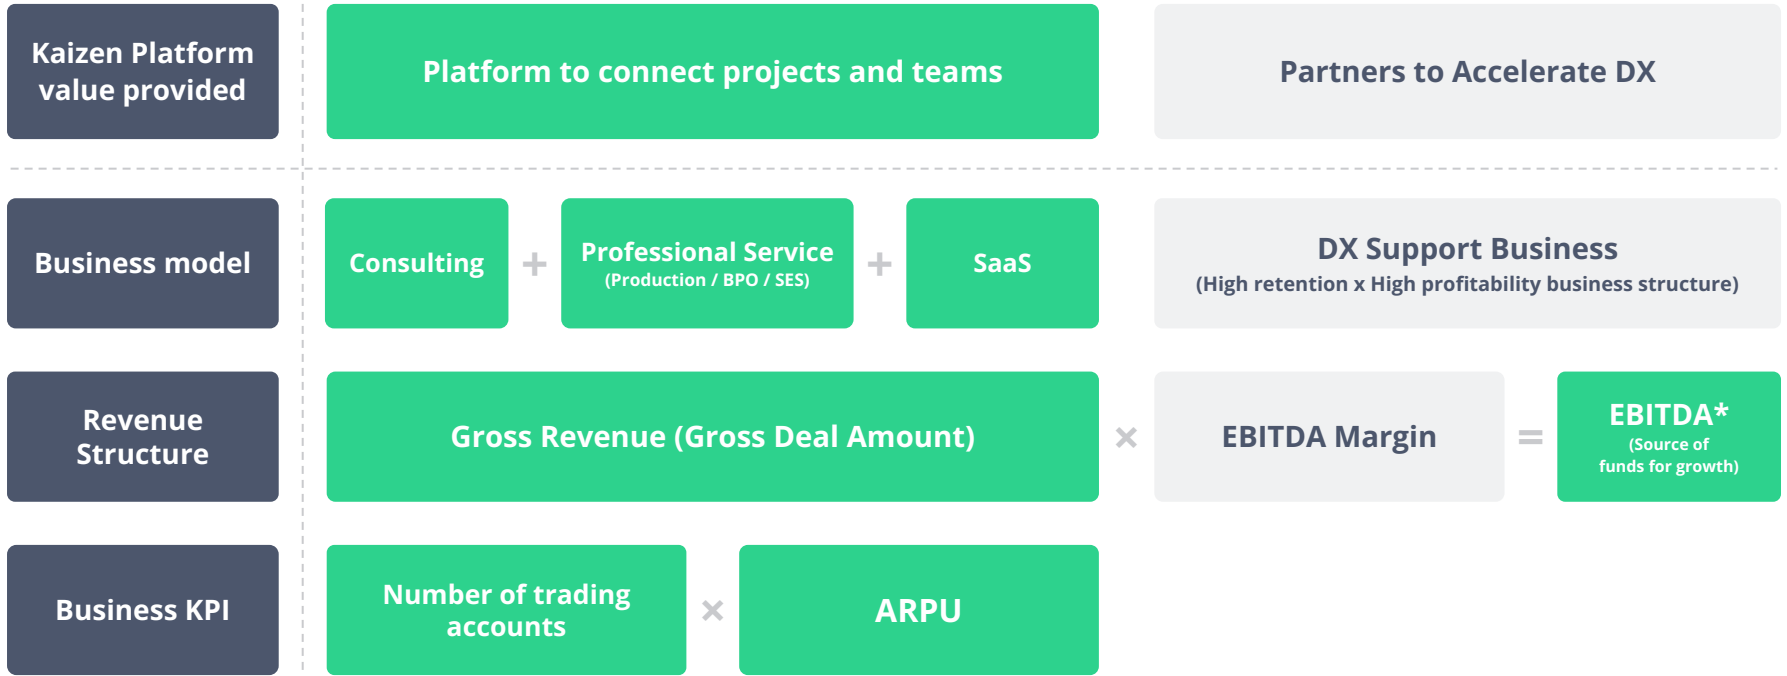 Kaizen Platform
value provided
Platform to connect projects and teams
Partners to Accelerate DX
Business model
Consulting
+
Professional Service
(Production / BPO / SES)
+
SaaS
DX Support Business
(High retention x High profitability business structure)
Revenue
Structure
Gross Revenue (Gross Deal Amount)
×
EBITDA Margin
=
EBITDA*
(Source of
funds for growth)
Business KPI
Number of trading
accounts
×
ARPU